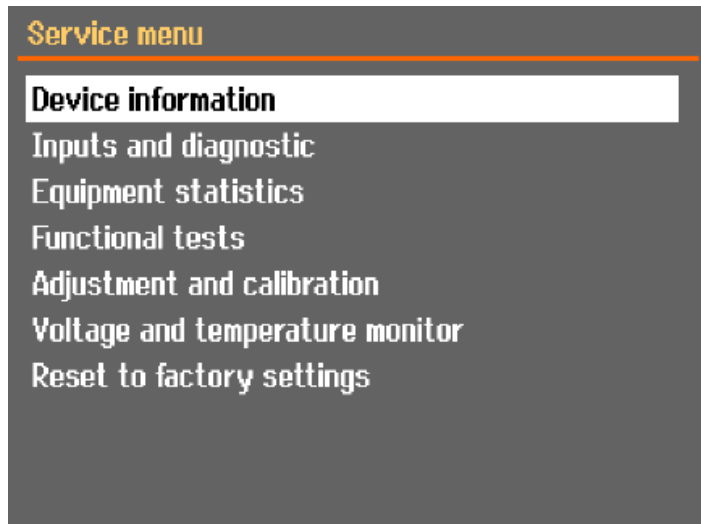 Service menu
Device information
Inputs and diagnostic
Equipment statistics
Functional tests
Adjustment and calibration
Voltage and temperature monitor
Reset to factory settings